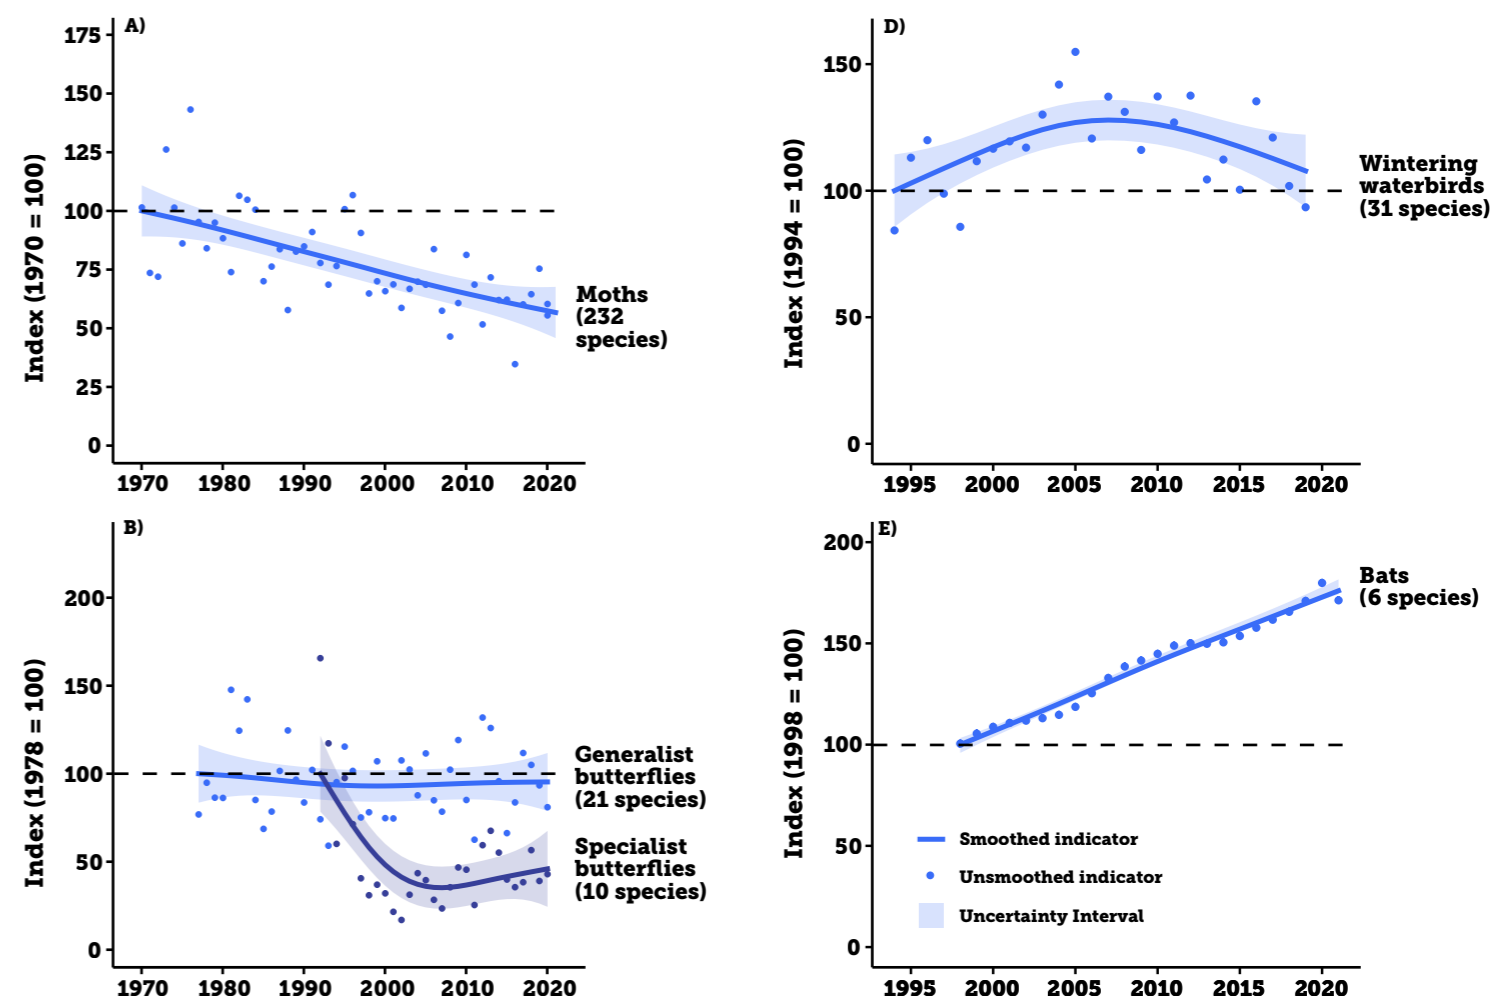 A)
Index (1970 = 100)
175
150
125
100
75
50
25
0
1970 1980 1990 2000 2010 2020
Moths
(232
species)
D)
Index (1994 = 100)
150
100
50
0
1995 2000 2005 2010 2015 2020
Wintering
waterbirds
(31 species)
B)
Index (1978 = 100)
200
150
100
50
0
1970 1980 1990 2000 2010 2020
Generalist
butterflies
(21 species)
Specialist
butterflies
(10 species)
E)
Index (1998 = 100)
200
150
100
50
0
1995 2000 2005 2010 2015 2020
Bats
(6 species)
Smoothed indicator
Unsmoothed indicator
Uncertainty Interval